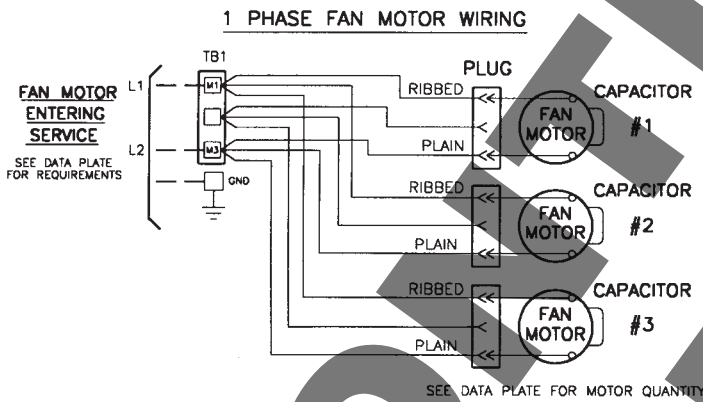 1 PHASE FAN MOTOR WIRING
TB1
PLUG
FAN MOTOR
ENTERING
SERVICE
SEE DATA PLATE
FOR REQUIREMENTS
L1
M1
L2
M3
GND
RIBBED
PLAIN
FAN
MOTOR
CAPACITOR
#1
RIBBED
PLAIN
FAN
MOTOR
CAPACITOR
#2
RIBBED
PLAIN
FAN
MOTOR
CAPACITOR
#3
SEE DATA PLATE FOR MOTOR QUANTITY